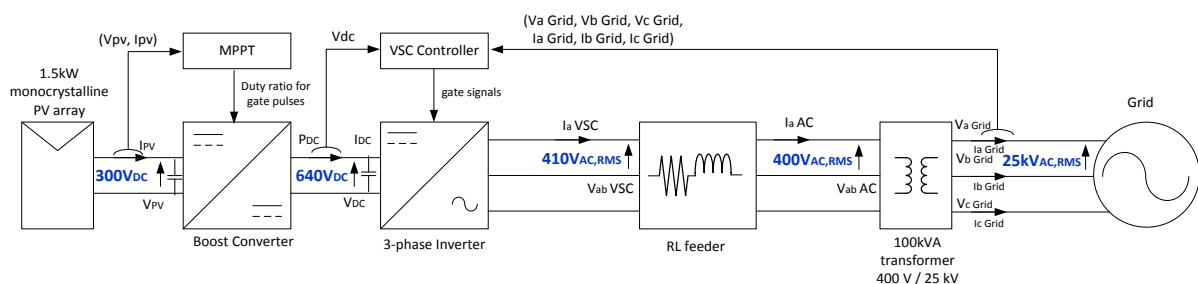 (Va Grid, Vb Grid, Vc Grid,
Ia Grid, Ib Grid, Ic Grid)
(Vpv, Ipv)
MPPT
Vdc
VSC Controller
1.5kW
monocrystalline
PV array
Duty ratio for
gate pulses
gate signals
Grid
IPV
PDC
IDC
Ia VSC
Ia AC
Va Grid
Ia Grid
300VDC
640VDC
410VAC,RMS
400VAC,RMS
Vb Grid
25kVAC,RMS
Ib Grid
VPV
VDC
Vab VSC
Vab AC
Vc Grid
Ic Grid
Boost Converter
3-phase Inverter
RL feeder
100kVA
transformer
400 V / 25 kV